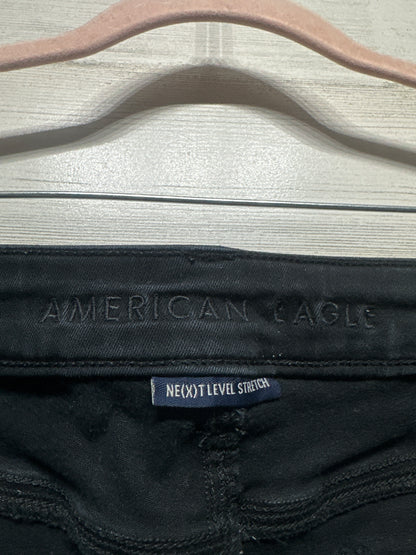 AMERICAN EAGLE
NE(X)T LEVEL STRETCH